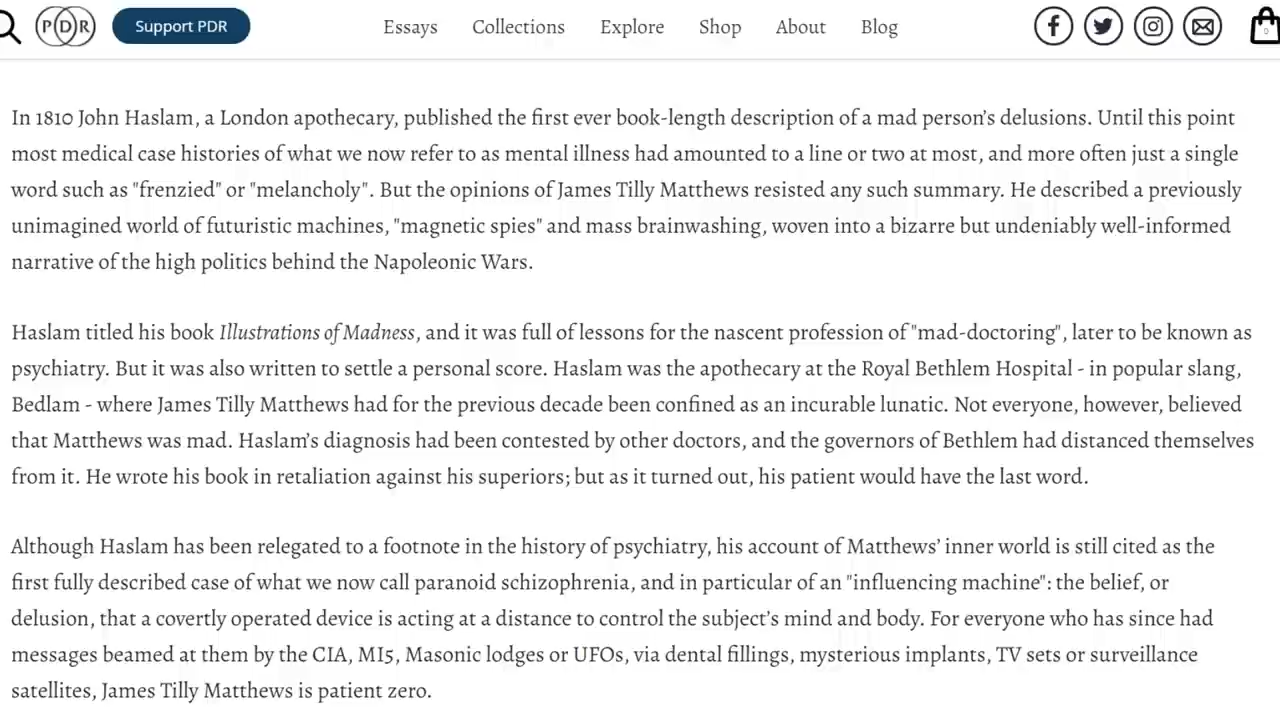 PDR Support PDR Essays Collections Explore Shop About Blog 0
In 1810 John Haslam, a London apothecary, published the first ever book-length description of a mad person's delusions. Until this point
most medical case histories of what we now refer to as mental illness had amounted to a line or two at most, and more often just a single
word such as "frenzied" or "melancholy". But the opinions of James Tilly Matthews resisted any such summary. He described a previously
unimagined world of futuristic machines, "magnetic spies" and mass brainwashing, woven into a bizarre but undeniably well-informed
narrative of the high politics behind the Napoleonic Wars.
Haslam titled his book Illustrations of Madness, and it was full of lessons for the nascent profession of "mad-doctoring", later to be known as
psychiatry. But it was also written to settle a personal score. Haslam was the apothecary at the Royal Bethlem Hospital - in popular slang,
Bedlam - where James Tilly Matthews had for the previous decade been confined as an incurable lunatic. Not everyone, however, believed
that Matthews was mad. Haslam's diagnosis had been contested by other doctors, and the governors of Bethlem had distanced themselves
from it. He wrote his book in retaliation against his superiors; but as it turned out, his patient would have the last word.
Although Haslam has been relegated to a footnote in the history of psychiatry, his account of Matthews' inner world is still cited as the
first fully described case of what we now call paranoid schizophrenia, and in particular of an "influencing machine": the belief, or
delusion, that a covertly operated device is acting at a distance to control the subject's mind and body. For everyone who has since had
messages beamed at them by the CIA, MI5, Masonic lodges or UFOs, via dental fillings, mysterious implants, TV sets or surveillance
satellites, James Tilly Matthews is patient zero.